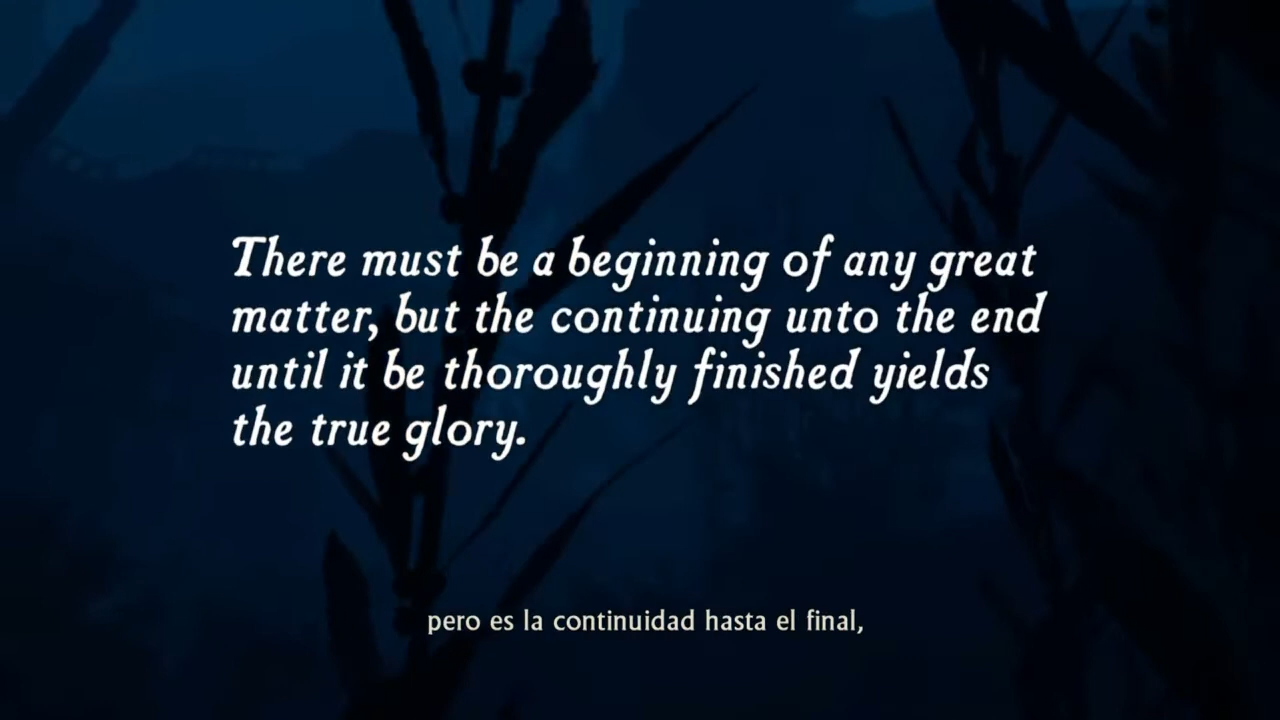 There must be a beginning of any great
matter, but the continuing unto the end
until it be thoroughly finished yields
the true glory.
pero es la continuidad hasta el final,